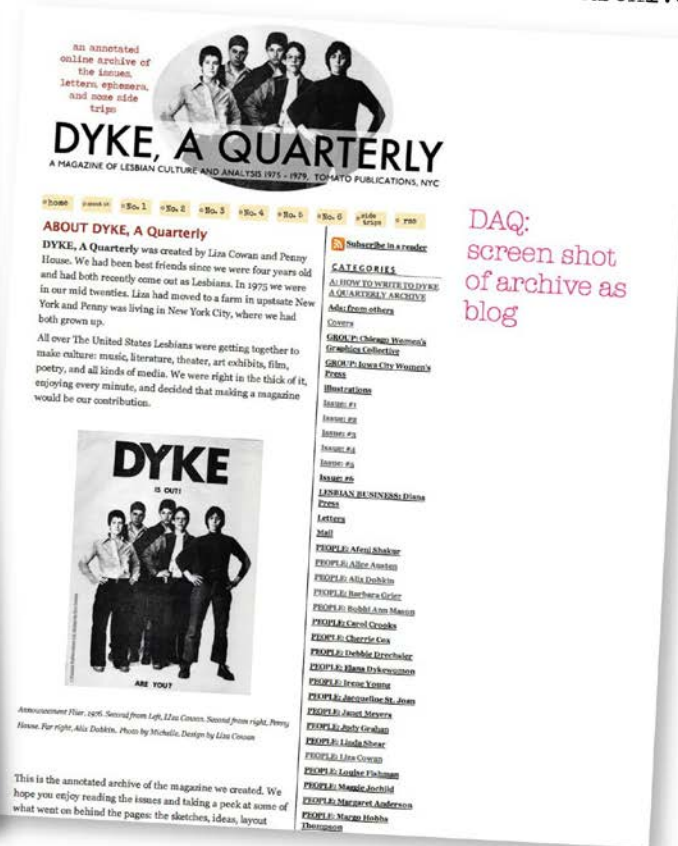 an annotated
online archive of
the issues,
letters, ephemera,
and some side
trips
DYKE, A QUARTERLY
A MAGAZINE OF LESBIAN CULTURE AND ANALYSIS 1975 - 1979, TOMATO PUBLICATIONS, NYC
home
No. 1
No. 2
No. 3
No. 4
No. 5
No. 6
side
trips
rss
ABOUT DYKE, A Quarterly
DYKE, A Quarterly was created by Liza Cowan and Penny
House. We had been best friends since we were four years old
and had both recently come out as Lesbians. In 1975 we were
in our mid twenties. Liza had moved to a farm in upstate New
York and Penny was living in New York City, where we had
both grown up.
All over The United States Lesbians were getting together to
make culture: music, literature, theater, art exhibits, film,
poetry, and all kinds of media. We were right in the thick of it,
enjoying every minute, and decided that making a magazine
would be our contribution.
DYKE
IS OUT!
ARE YOU?
Announcement Flier, 1976. Second from Left, Liza Cowan. Second from right, Penny
House. Far right, Alix Dobkin. Photo by Michelle, Design by Liza Cowan
This is the annotated archive of the magazine we created. We
hope you enjoy reading the issues and taking a peek at some of
what went on behind the pages: the sketches, ideas, layout
Subscribe in a reader
CATEGORIES
A: HOW TO WRITE TO DYKE
A QUARTERLY ARCHIVE
Ads: from others
Covers
GROUP: Chicago Women's
Graphics Collective
GROUP: Iowa City Women's
Press
Illustrations
Issue: #1
Issue: #2
Issue: #3
Issue: #4
Issue: #5
Issue: #6
LESBIAN BUSINESS: Diana
Press
Letters
Mail
PEOPLE: Afeni Shakur
PEOPLE: Alice Austen
PEOPLE: Alix Dobkin
PEOPLE: Barbara Grier
PEOPLE: Bobbi Ann Mason
PEOPLE: Carol Crooks
PEOPLE: Cherrie Cox
PEOPLE: Debbie Drechsler
PEOPLE: Elana Dykewomon
PEOPLE: Irene Young
PEOPLE: Jacqueline St. Joan
PEOPLE: Janet Meyers
PEOPLE: Judy Grahan
PEOPLE: Linda Shear
PEOPLE: Liza Cowan
PEOPLE: Louise Fishman
PEOPLE: Maggie Jochild
PEOPLE: Margaret Anderson
PEOPLE: Margo Hobbs
Thompson
DAQ:
screen shot
of archive as
blog